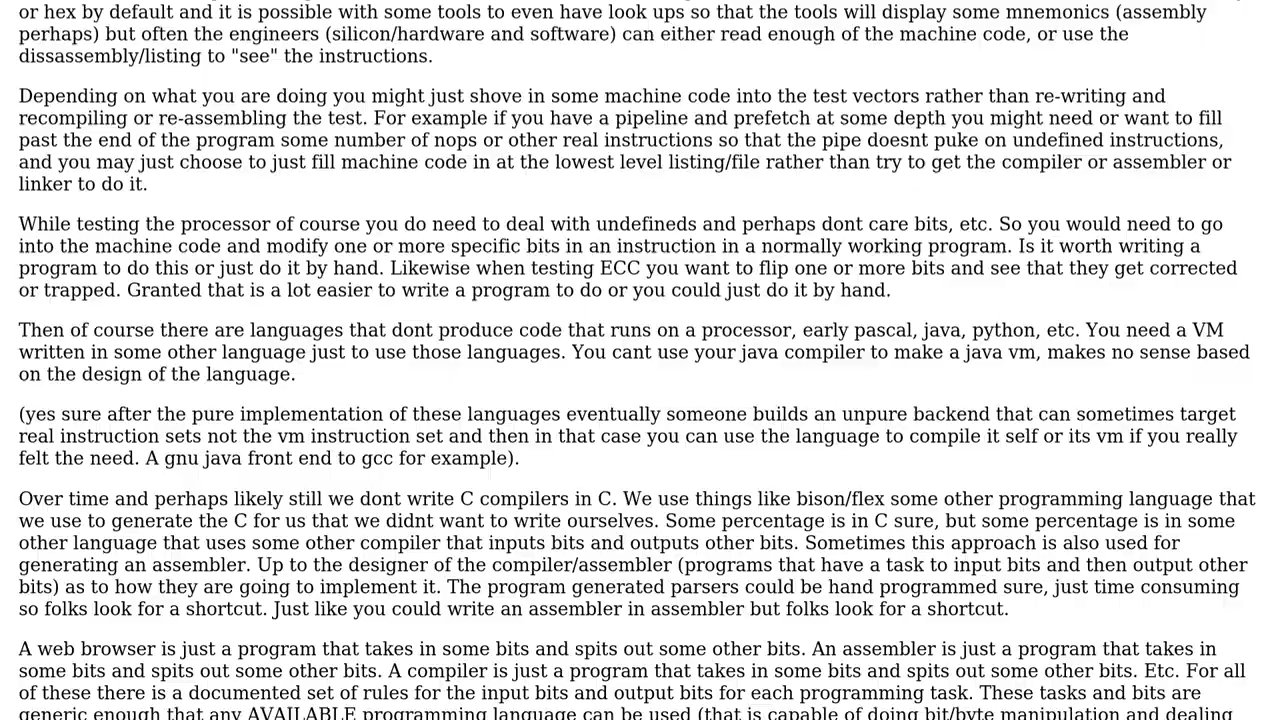 or hex by default and it is possible with some tools to even have look ups so that the tools will display some mnemonics (assembly
perhaps) but often the engineers (silicon/hardware and software) can either read enough of the machine code, or use the
dissassembly/listing to "see" the instructions.
Depending on what you are doing you might just shove in some machine code into the test vectors rather than re-writing and
recompiling or re-assembling the test. For example if you have a pipeline and prefetch at some depth you might need or want to fill
past the end of the program some number of nops or other real instructions so that the pipe doesnt puke on undefined instructions,
and you may just choose to just fill machine code in at the lowest level listing/file rather than try to get the compiler or assembler or
linker to do it.
While testing the processor of course you do need to deal with undefineds and perhaps dont care bits, etc. So you would need to go
into the machine code and modify one or more specific bits in an instruction in a normally working program. Is it worth writing a
program to do this or just do it by hand. Likewise when testing ECC you want to flip one or more bits and see that they get corrected
or trapped. Granted that is a lot easier to write a program to do or you could just do it by hand.
Then of course there are languages that dont produce code that runs on a processor, early pascal, java, python, etc. You need a VM
written in some other language just to use those languages. You cant use your java compiler to make a java vm, makes no sense based
on the design of the language.
(yes sure after the pure implementation of these languages eventually someone builds an unpure backend that can sometimes target
real instruction sets not the vm instruction set and then in that case you can use the language to compile it self or its vm if you really
felt the need. A gnu java front end to gcc for example).
Over time and perhaps likely still we dont write C compilers in C. We use things like bison/flex some other programming language that
we use to generate the C for us that we didnt want to write ourselves. Some percentage is in C sure, but some percentage is in some
other language that uses some other compiler that inputs bits and outputs other bits. Sometimes this approach is also used for
generating an assembler. Up to the designer of the compiler/assembler (programs that have a task to input bits and then output other
bits) as to how they are going to implement it. The program generated parsers could be hand programmed sure, just time consuming
so folks look for a shortcut. Just like you could write an assembler in assembler but folks look for a shortcut.
A web browser is just a program that takes in some bits and spits out some other bits. An assembler is just a program that takes in
some bits and spits out some other bits. A compiler is just a program that takes in some bits and spits out some other bits. Etc. For all
of these there is a documented set of rules for the input bits and output bits for each programming task. These tasks and bits are
generic enough that any AVAILABLE programming language can be used (that is capable of doing bit/byte manipulation and dealing